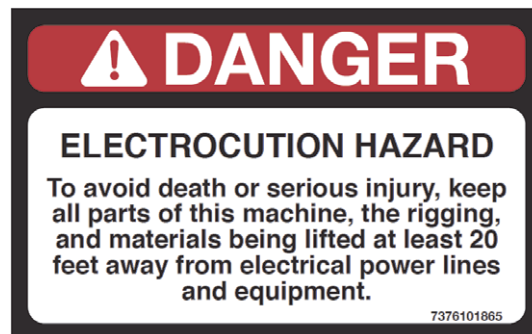 DANGER
ELECTROCUTION HAZARD
To avoid death or serious injury, keep
all parts of this machine, the rigging,
and materials being lifted at least 20
feet away from electrical power lines
and equipment.
7376101865